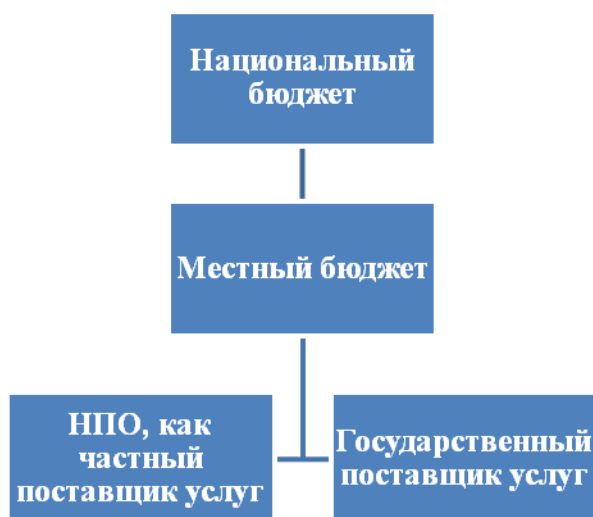 Национальный
бюджет
Местный бюджет
НПО, как
частный
поставщик услуг
Государственный
поставщик услуг